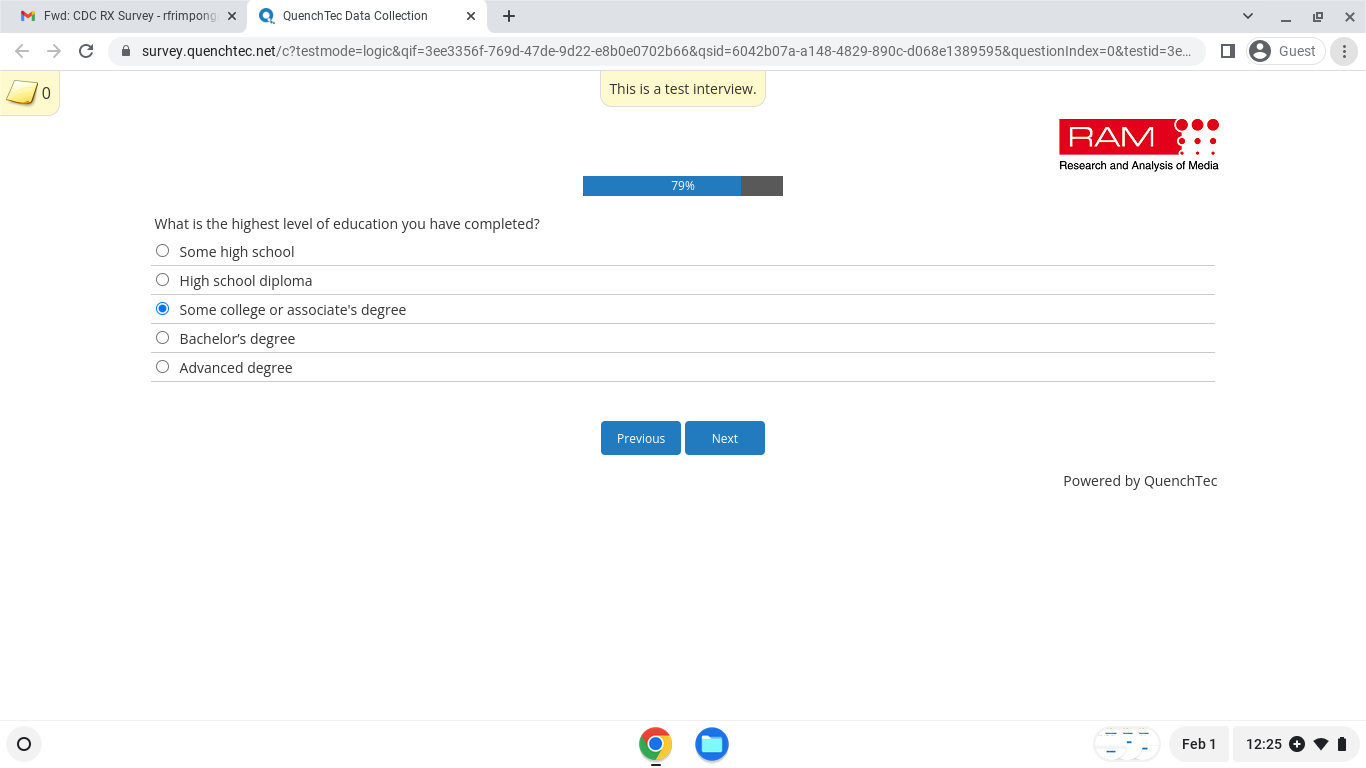 Fwd: CDC RX Survey - rfrimpong
QuenchTec Data Collection
survey.quenchtec.net/c?testmode=logic&qif=3ee3356f-769d-47de-9d22-e8b0e0702b66&qsid=6042b07a-a148-4829-890c-d068e1389595&questionIndex=0&testid=3e...
Guest
0
This is a test interview.
RAM
Research and Analysis of Media
79%
What is the highest level of education you have completed?
Some high school
High school diploma
Some college or associate's degree
Bachelor's degree
Advanced degree
Previous
Next
Powered by QuenchTec
Feb 1
12:25